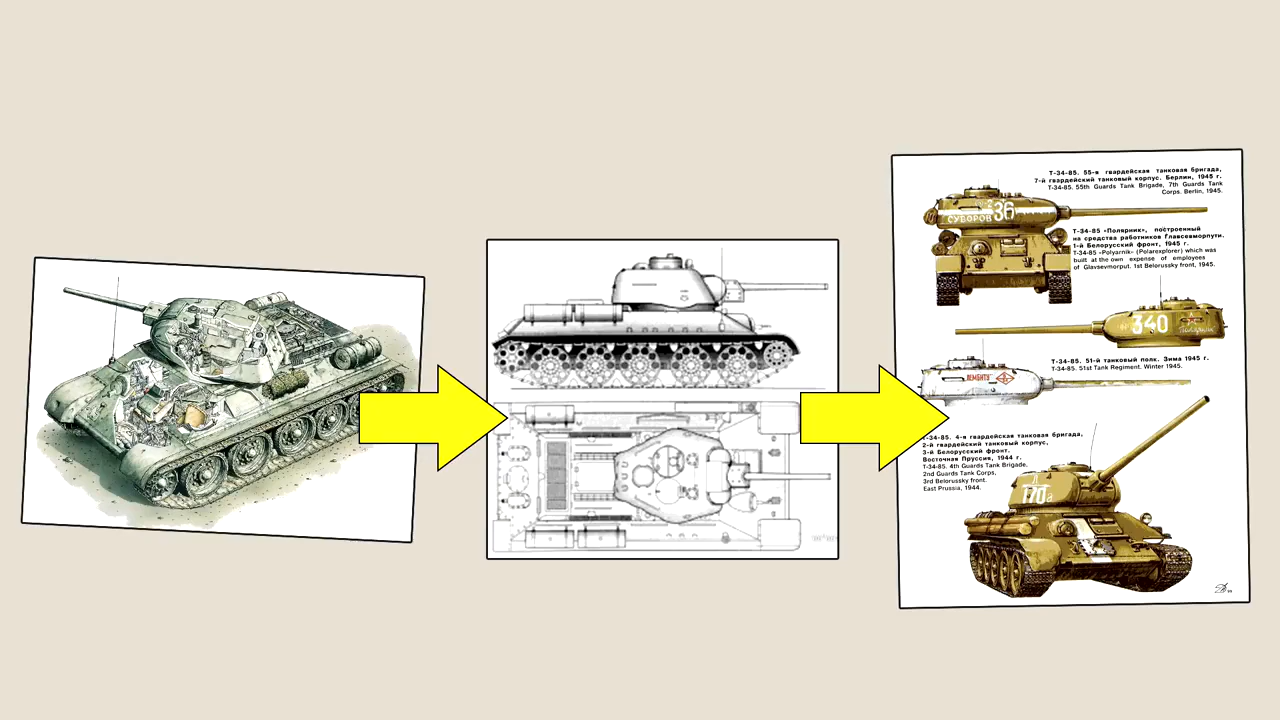 Т-34-85. 55-я гвардейская танковая бригада,
7-й гвардейский танковый корпус. Берлин, 1945 г.
T-34-85. 55th Guards Tank Brigade, 7th Guards Tank
Corps. Berlin, 1945.
36
СУВОРОВ
Т-34-85 «Полярник», построенный
на средства работников Главсевморпути.
1-й Белорусский фронт, 1945 г.
T-34-85 «Polyarnik» (Polarexplorer) which was
built at the own expense of employees
of Glavsevmorput. 1st Belorussky front, 1945.
340
Полярник
Т-34-85. 51-й танковый полк. Зима 1945 г.
T-34-85. 51st Tank Regiment. Winter 1945.
ЛЕМБИТУ
Т-34-85. 4-я гвардейская танковая бригада,
2-й гвардейский танковый корпус,
3-й Белорусский фронт.
Восточная Пруссия, 1944 г.
T-34-85. 4th Guards Tank Brigade,
2nd Guards Tank Corps,
3rd Belorussky front.
East Prussia, 1944.
Л
170а